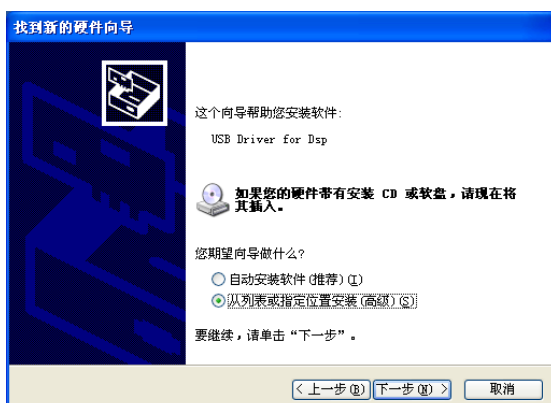 找到新的硬件向导
这个向导帮助您安装软件:
USB Driver for Dsp
如果您的硬件带有安装 CD 或软盘，请现在将
其插入。
您期望向导做什么?
自动安装软件(推荐)(I)
从列表或指定位置安装(高级)(S)
要继续，请单击“下一步”。
< 上一步(B) 下一步(N) > 取消